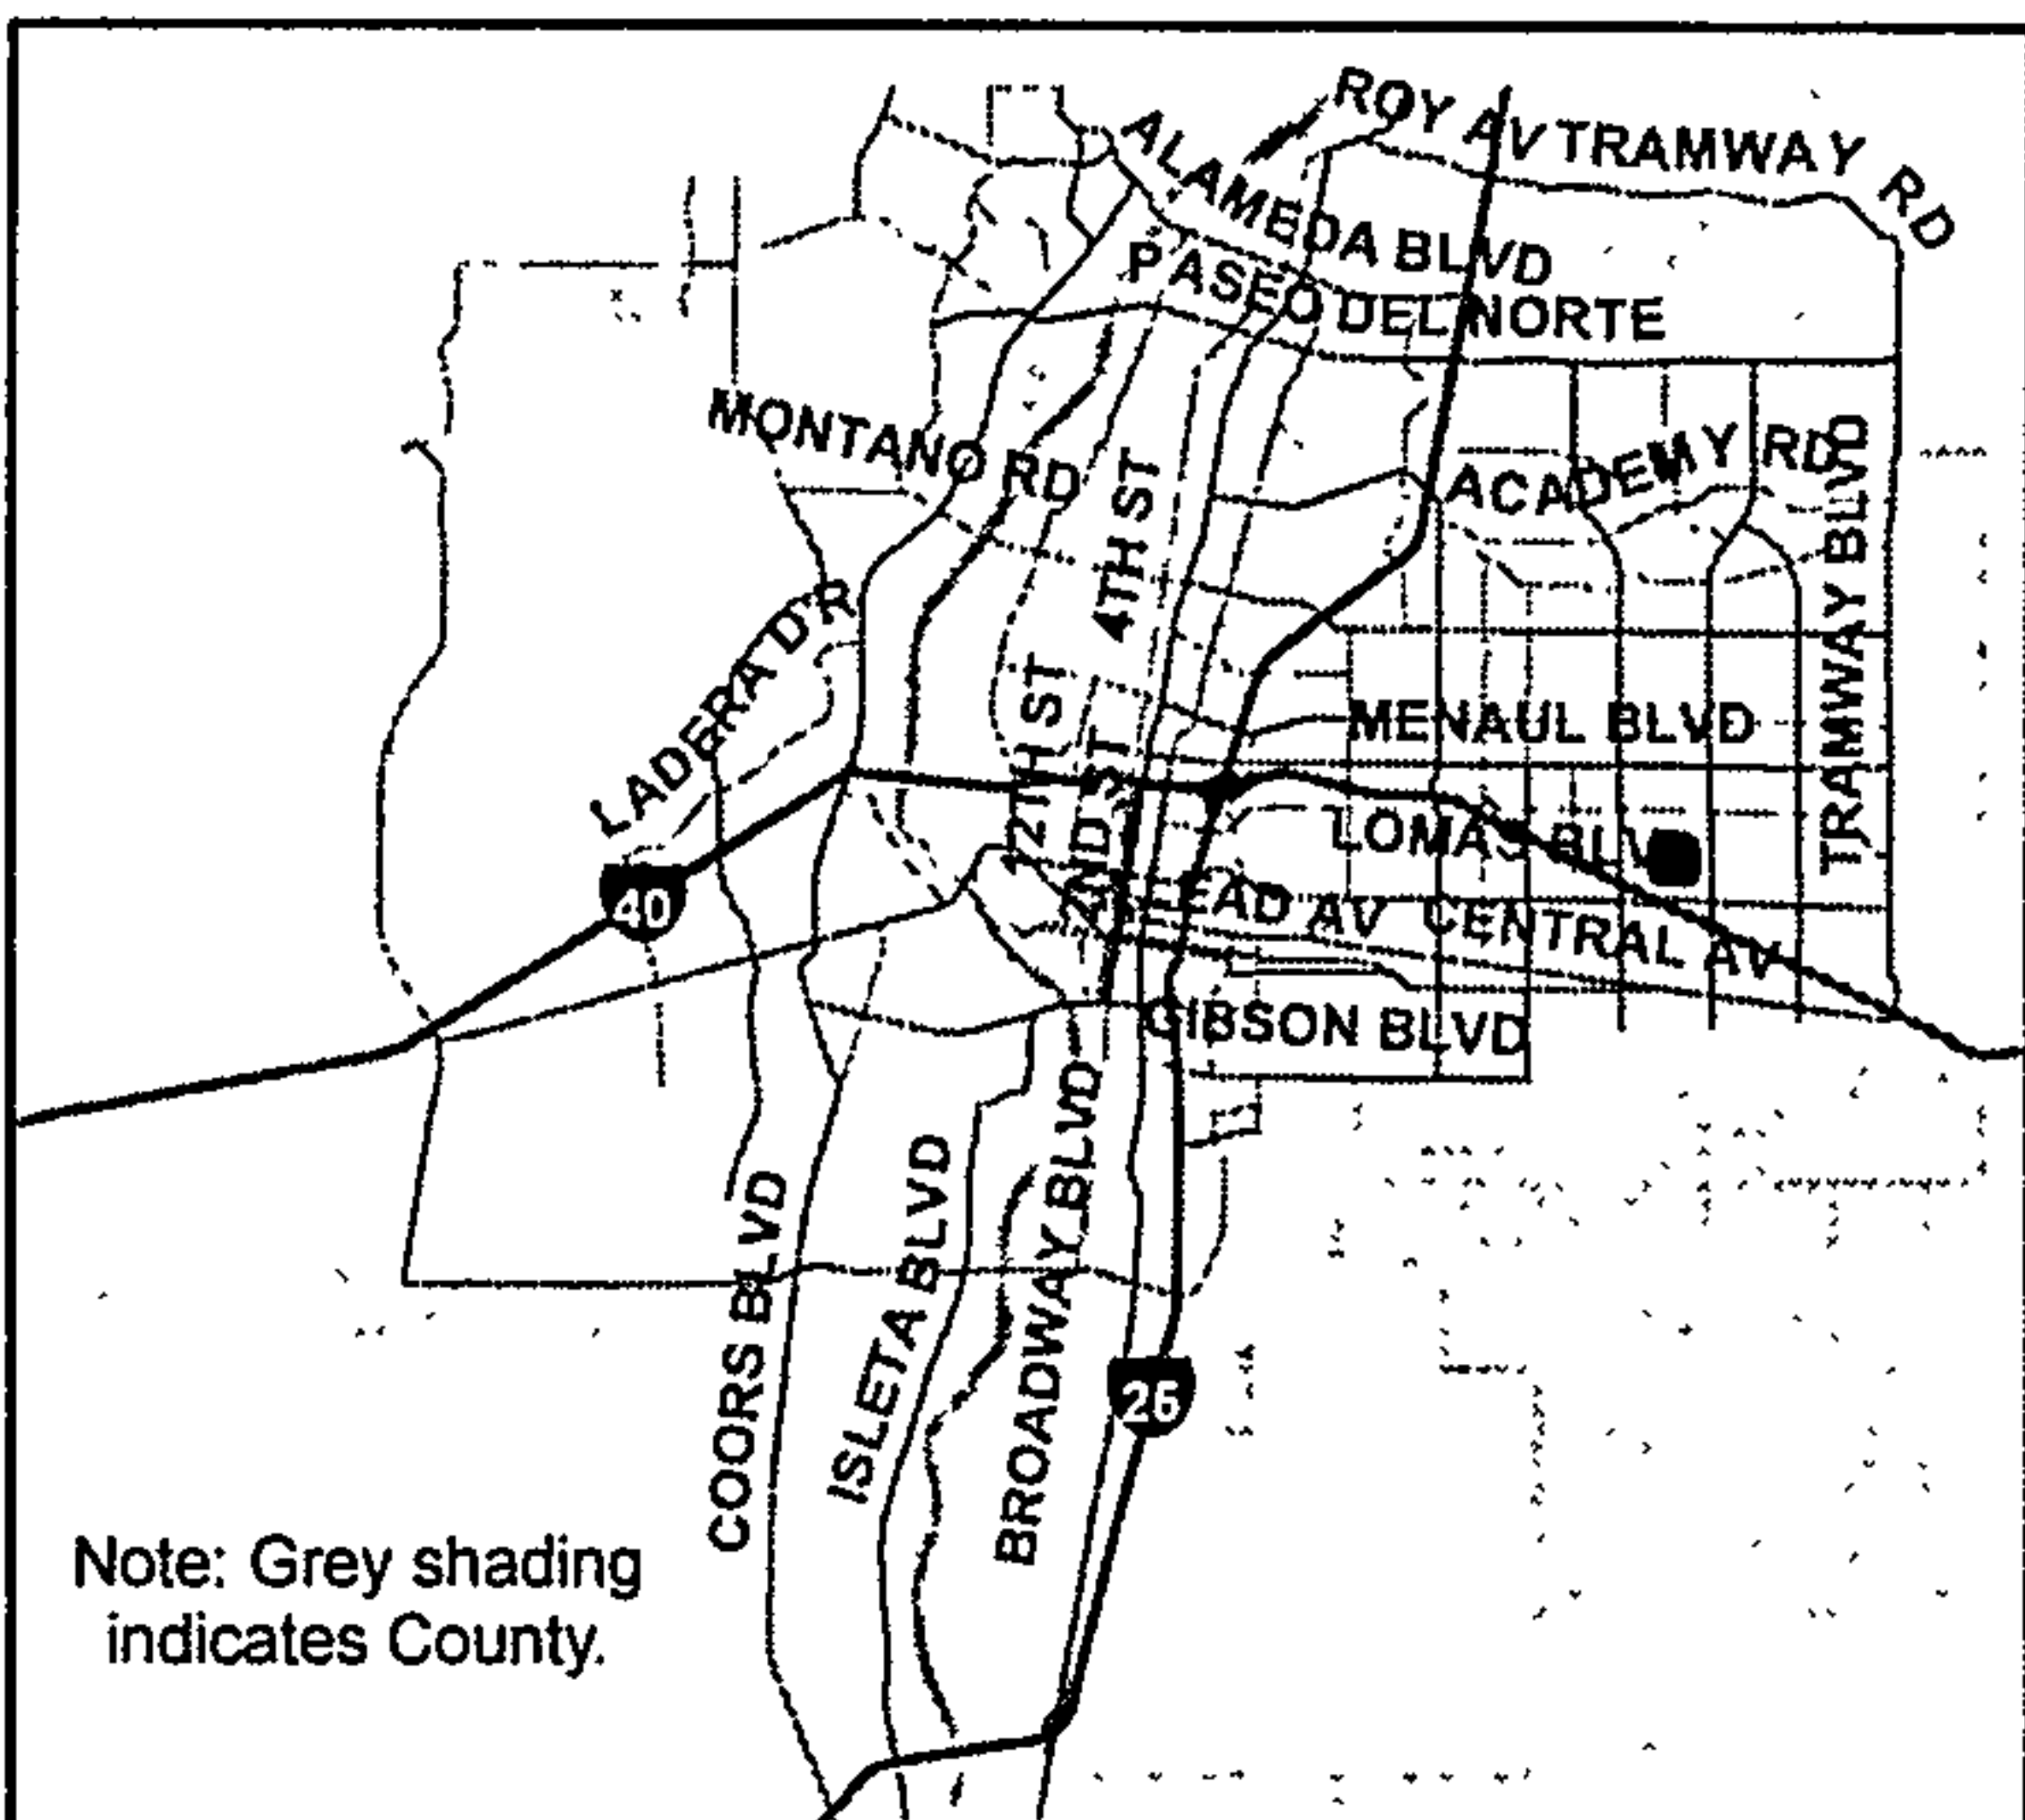 ROY AV TRAMWAY RD
ALAMEDA BLVD
PASEO DEL NORTE
MONTANO RD
ACADEMY RD
TRAMWAY BLVD
4TH ST
LADERA DR
12TH ST
2ND ST
MENAUL BLVD
LOMAS BLV
40
LEAD AV
CENTRAL AV
GIBSON BLVD
COORS BLVD
ISLETA BLVD
BROADWAY BLVD
25
Note: Grey shading
indicates County.